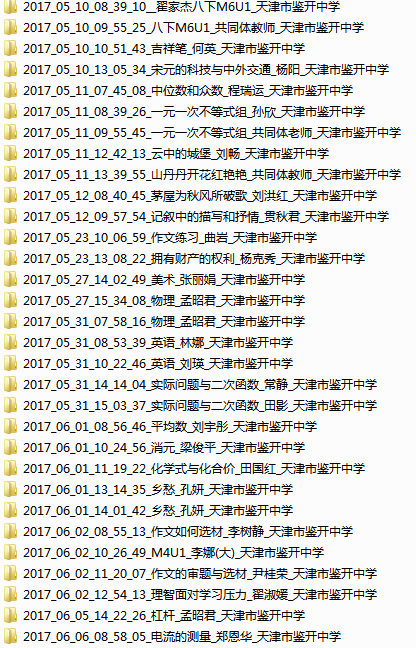 2017_05_10_08_39_10__翟家杰八下M6U1_天津市鉴开中学
2017_05_10_09_55_25_八下M6U1_共同体教师_天津市鉴开中学
2017_05_10_10_51_43_吉祥笔_何英_天津市鉴开中学
2017_05_10_13_05_34_宋元的科技与中外交通_杨阳_天津市鉴开中学
2017_05_11_07_45_08_中位数和众数_程瑞运_天津市鉴开中学
2017_05_11_08_39_26_一元一次不等式组_孙欣_天津市鉴开中学
2017_05_11_09_55_45_一元一次不等式组_共同体老师_天津市鉴开中学
2017_05_11_12_42_13_云中的城堡_刘畅_天津市鉴开中学
2017_05_11_13_39_55_山丹丹开花红艳艳_共同体教师_天津市鉴开中学
2017_05_12_08_40_45_茅屋为秋风所破歌_刘洪红_天津市鉴开中学
2017_05_12_09_57_54_记叙中的描写和抒情_贯秋君_天津市鉴开中学
2017_05_23_10_06_59_作文练习_曲岩_天津市鉴开中学
2017_05_23_13_08_22_拥有财产的权利_杨克秀_天津市鉴开中学
2017_05_27_14_02_49_美术_张丽娟_天津市鉴开中学
2017_05_27_15_34_08_物理_孟昭君_天津市鉴开中学
2017_05_31_07_58_16_物理_孟昭君_天津市鉴开中学
2017_05_31_08_53_39_英语_林娜_天津市鉴开中学
2017_05_31_10_22_46_英语_刘瑛_天津市鉴开中学
2017_05_31_14_14_04_实际问题与二次函数_常静_天津市鉴开中学
2017_05_31_15_03_37_实际问题与二次函数_田影_天津市鉴开中学
2017_06_01_08_56_46_平均数_刘宇彤_天津市鉴开中学
2017_06_01_10_24_56_消元_梁俊平_天津市鉴开中学
2017_06_01_11_19_22_化学式与化合价_田国红_天津市鉴开中学
2017_06_01_13_14_35_乡愁_孔妍_天津市鉴开中学
2017_06_01_14_01_42_乡愁_孔妍_天津市鉴开中学
2017_06_02_08_55_13_作文如何选材_李树静_天津市鉴开中学
2017_06_02_10_26_49_M4U1_李娜(大)_天津市鉴开中学
2017_06_02_11_20_07_作文的审题与选材_尹桂荣_天津市鉴开中学
2017_06_02_12_54_13_理智面对学习压力_翟淑媛_天津市鉴开中学
2017_06_05_14_22_26_杠杆_孟昭君_天津市鉴开中学
2017_06_06_08_58_05_电流的测量_郑恩华_天津市鉴开中学